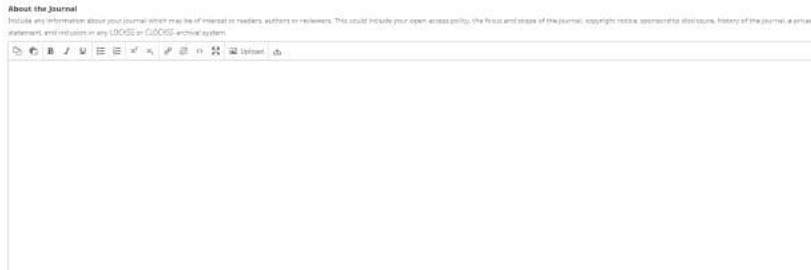 About the Journal
Include any information about your journal which may be of interest to readers, authors or reviewers. This could include your open access policy, the focus and scope of the journal, copyright notice, sponsorship disclosure, history of the journal, a
statement, and inclusion in any LOCKSS or CLOCKSS archival system.
B I U x² x₁ Upload